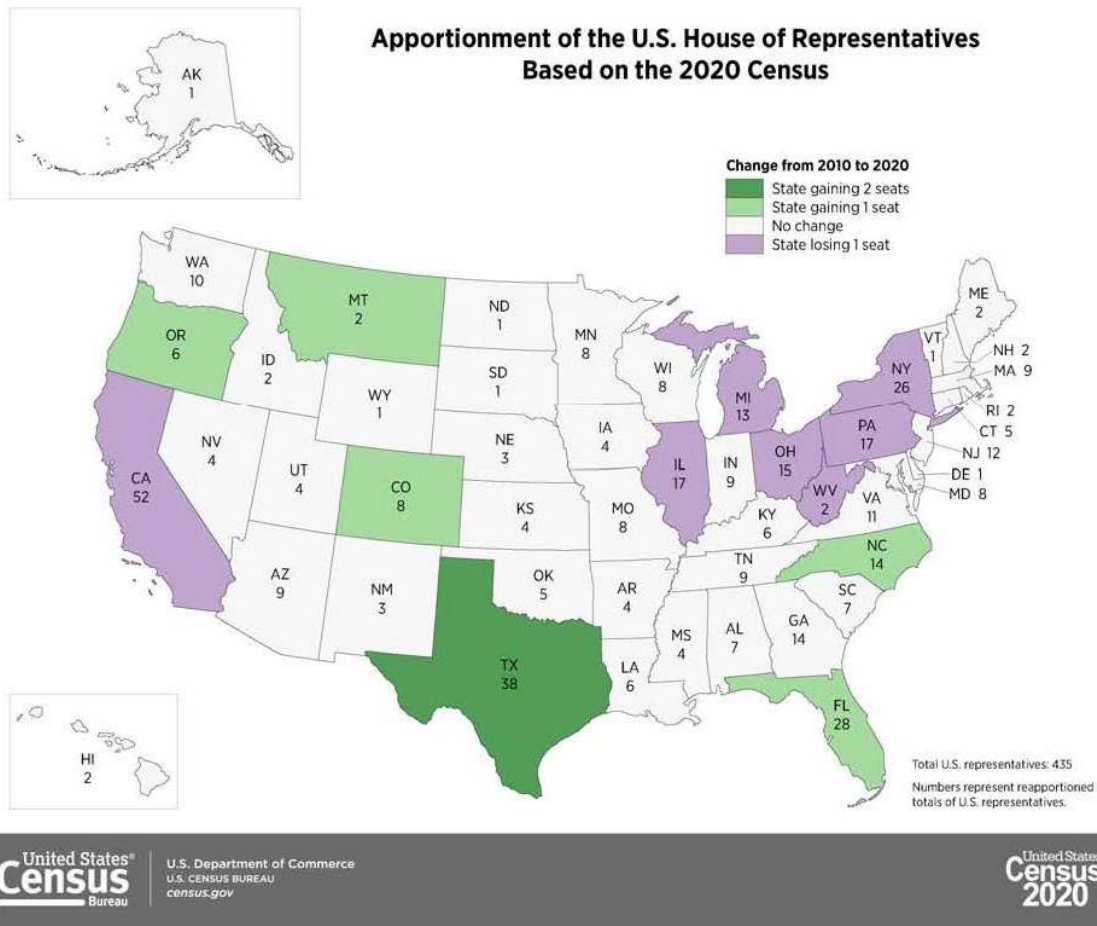 Apportionment of the U.S. House of Representatives
Based on the 2020 Census
AK
1
Change from 2010 to 2020
State gaining 2 seats
State gaining 1 seat
No change
State losing 1 seat
WA
10
OR
6
MT
2
ID
2
ND
1
MN
8
SD
1
WI
8
WY
1
MI
13
NY
26
VT
1
ME
2
NH 2
MA 9
RI 2
CT 5
NJ 12
DE 1
MD 8
CA
52
NV
4
UT
4
CO
8
NE
3
IA
4
KS
4
MO
8
IL
17
IN
9
OH
15
PA
17
WV
2
VA
11
KY
6
NC
14
TN
9
SC
7
AZ
9
NM
3
OK
5
AR
4
MS
4
AL
7
GA
14
TX
38
LA
6
FL
28
HI
2
Total U.S. representatives: 435
Numbers represent reapportioned
totals of U.S. representatives.
United States®
Census
Bureau
U.S. Department of Commerce
U.S. CENSUS BUREAU
census.gov
United States
Census
2020